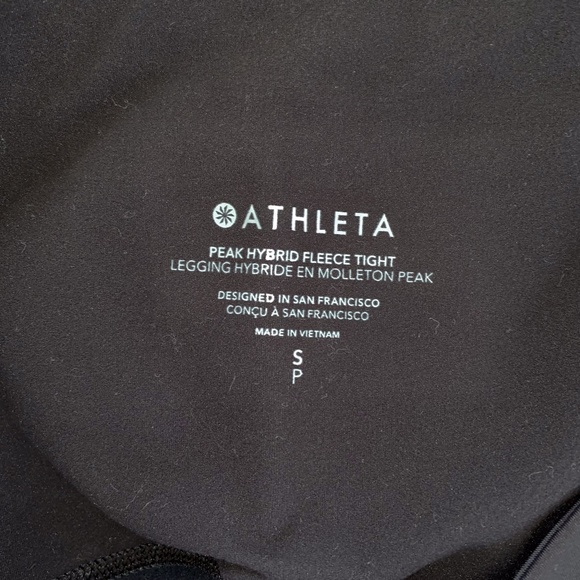 ATHLETA
PEAK HYBRID FLEECE TIGHT
LEGGING HYBRIDE EN MOLLETON PEAK
DESIGNED IN SAN FRANCISCO
CONÇU À SAN FRANCISCO
MADE IN VIETNAM
S
P